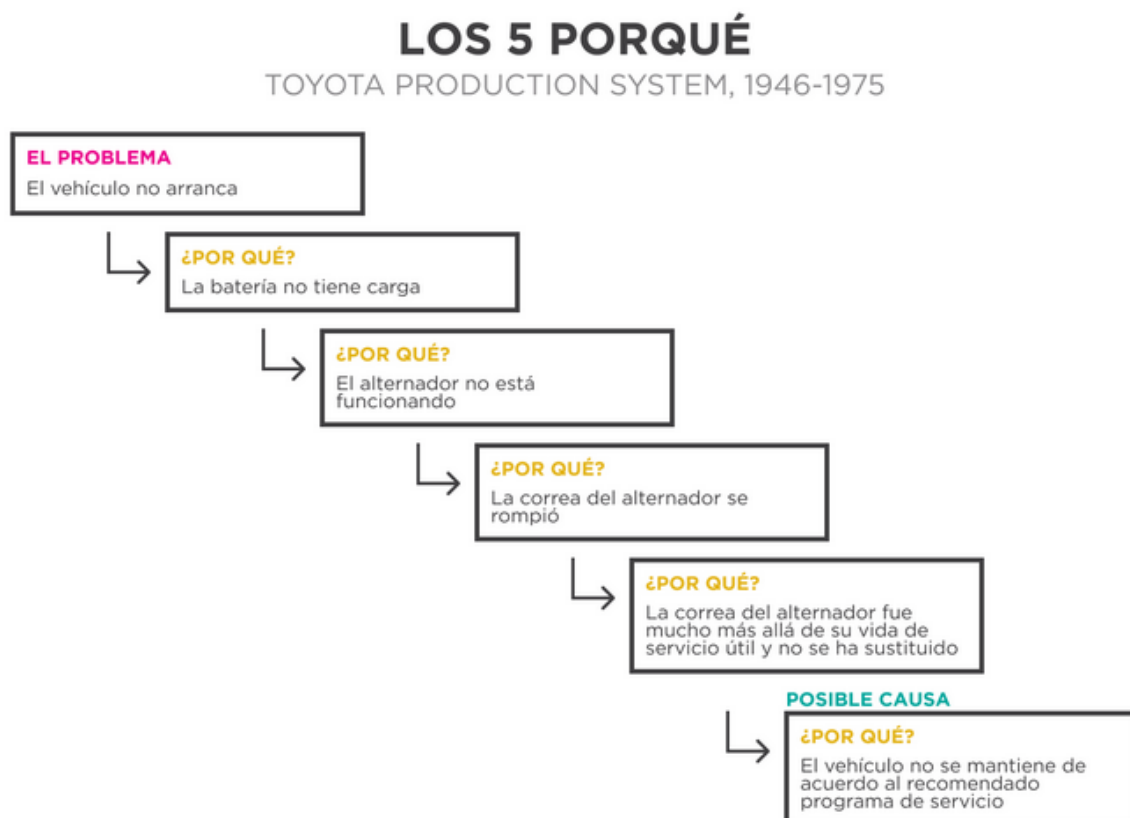 LOS 5 PORQUÉ
TOYOTA PRODUCTION SYSTEM, 1946-1975
EL PROBLEMA
El vehículo no arranca
¿POR QUÉ?
La batería no tiene carga
¿POR QUÉ?
El alternador no está
funcionando
¿POR QUÉ?
La correa del alternador se
rompió
¿POR QUÉ?
La correa del alternador fue
mucho más allá de su vida de
servicio útil y no se ha sustituido
POSIBLE CAUSA
¿POR QUÉ?
El vehículo no se mantiene de
acuerdo al recomendado
programa de servicio